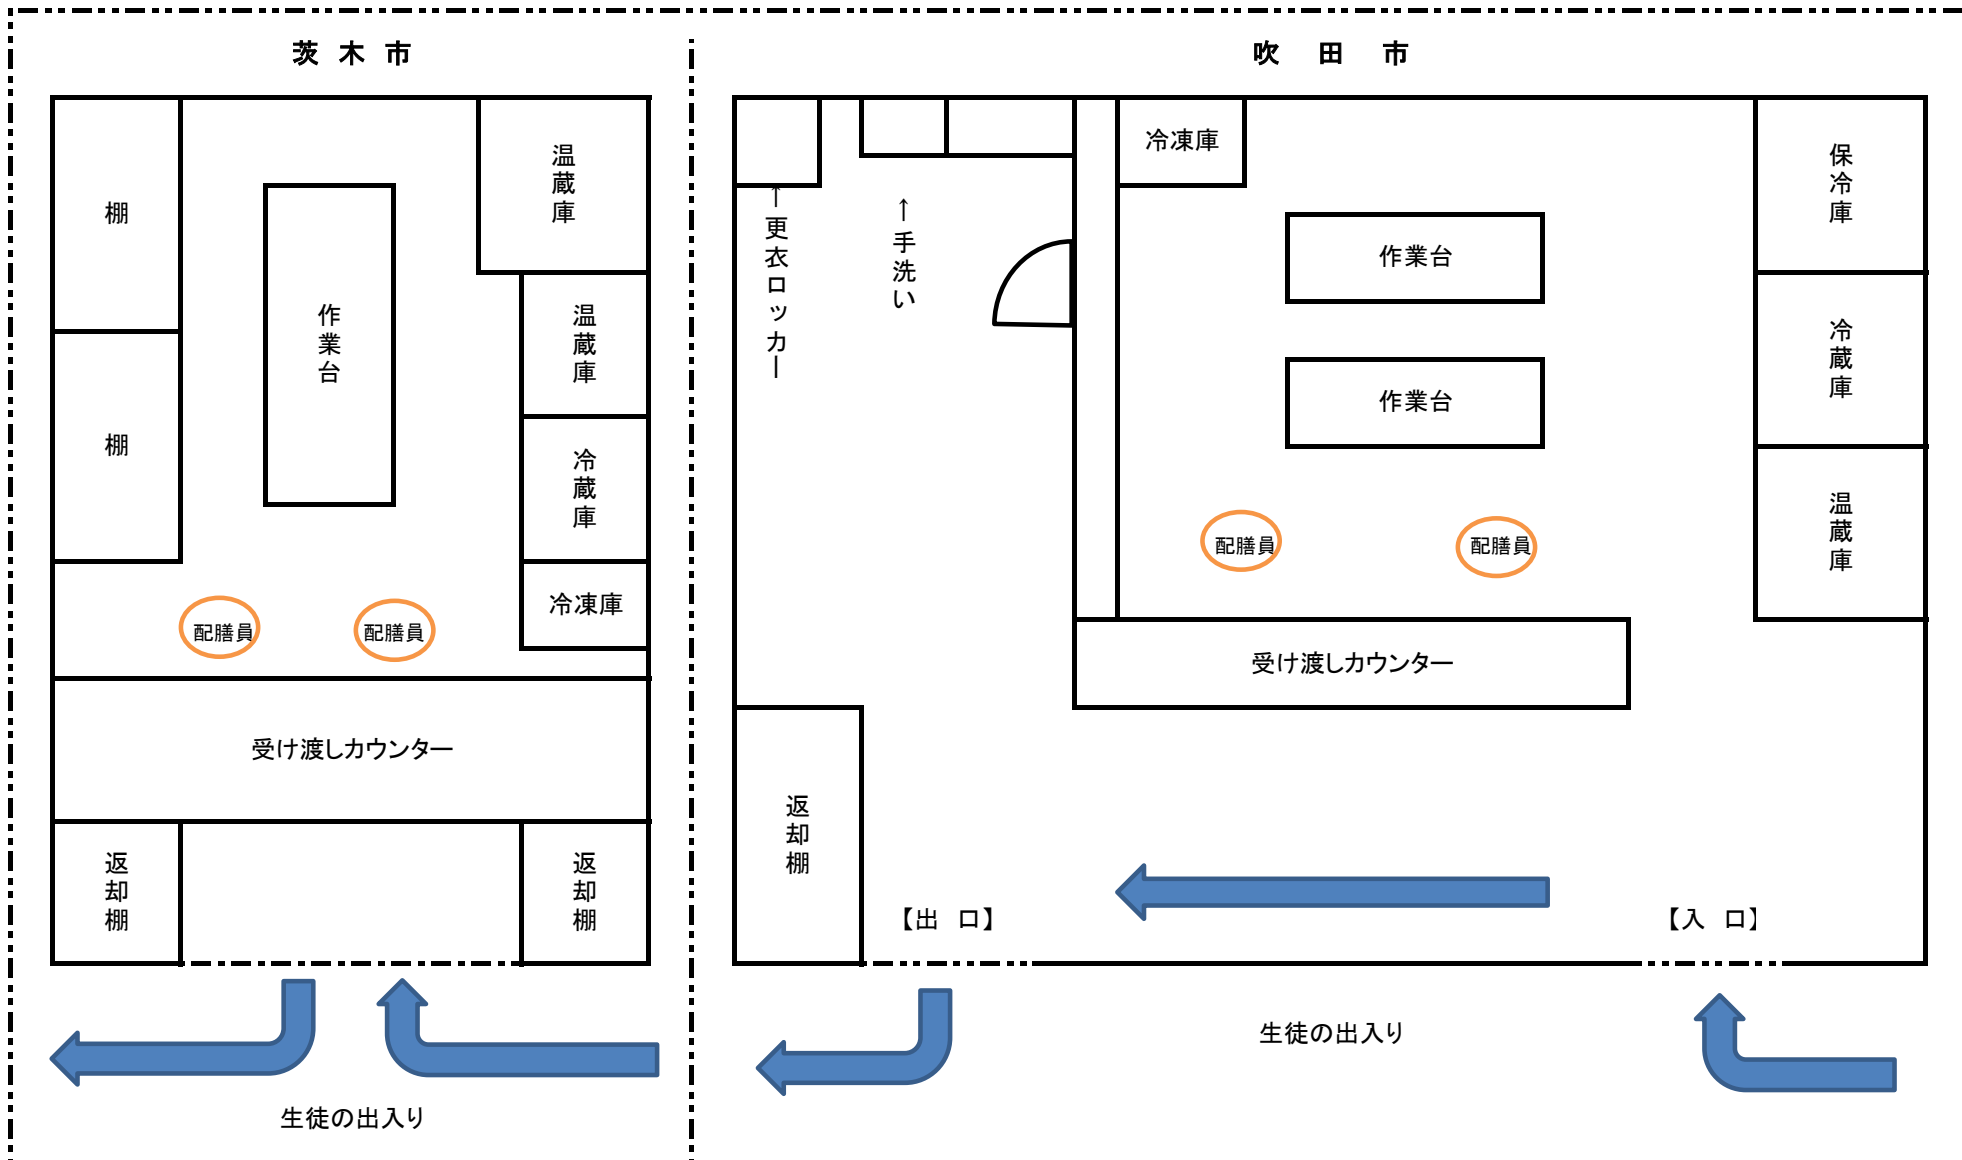 茨木市
棚
棚
作業台
温蔵庫
温蔵庫
冷蔵庫
冷凍庫
配膳員
配膳員
受け渡しカウンター
返却棚
返却棚
生徒の出入り
吹田市
←更衣ロッカー
←手洗い
冷凍庫
作業台
作業台
保冷庫
冷蔵庫
温蔵庫
配膳員
配膳員
受け渡しカウンター
返却棚
【出　口】
【入　口】
生徒の出入り